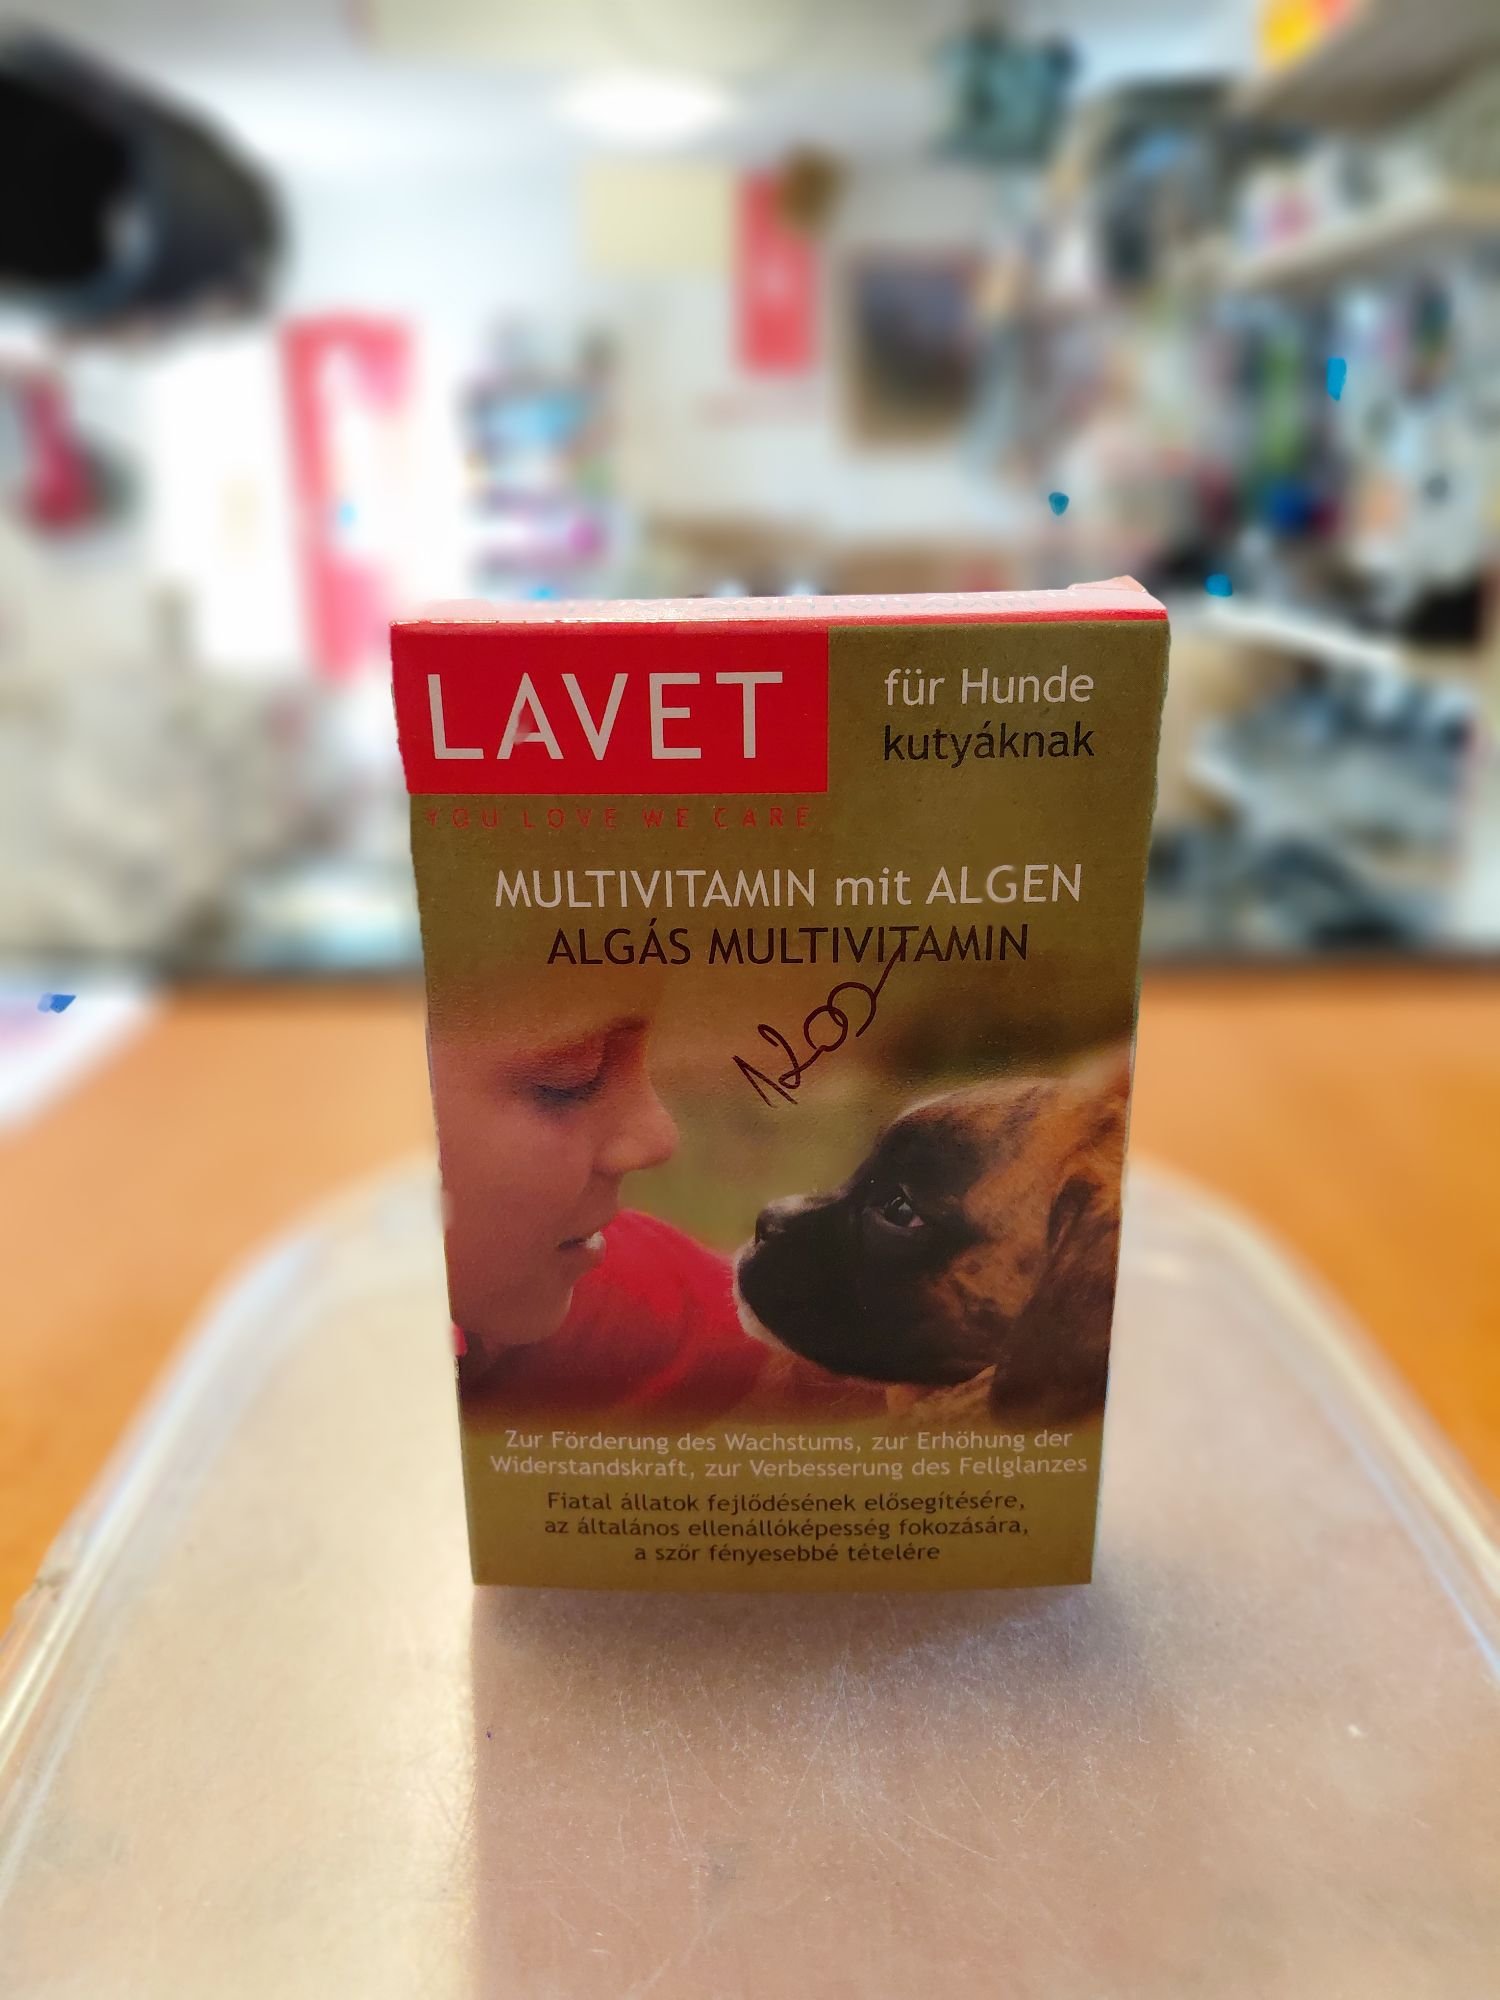 LAVET
für Hunde
kutyáknak
YOU LOVE WE CARE
MULTIVITAMIN mit ALGEN
ALGÁS MULTIVITAMIN
1200
Zur Förderung des Wachstums, zur Erhöhung der
Widerstandskraft, zur Verbesserung des Fellglanzes
Fiatal állatok fejlődésének elősegítésére,
az általános ellenállóképesség fokozására,
a szőr fényesebbé tételére